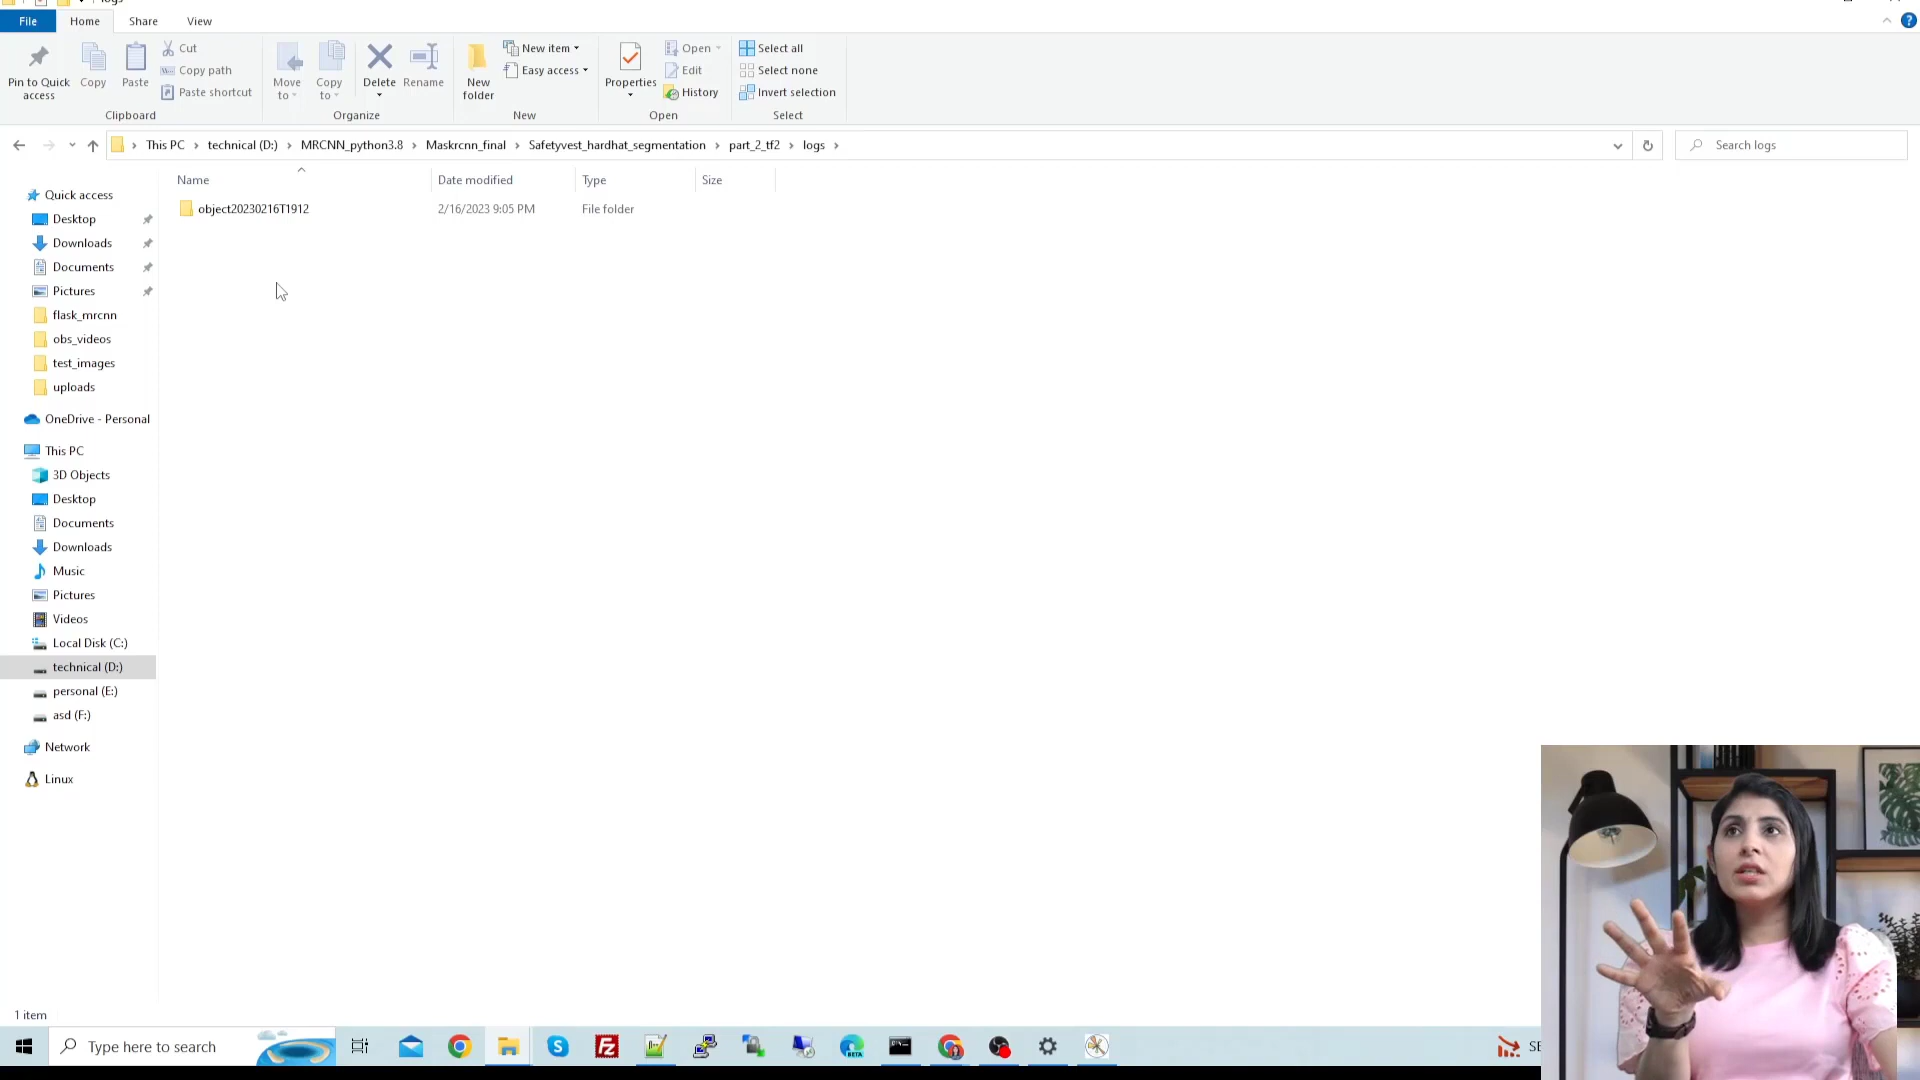 logs
File Home Share View
Pin to Quick access
Copy
Paste
Cut
Copy path
Paste shortcut
Clipboard
Move to
Copy to
Delete
Rename
Organize
New folder
New item
Easy access
New
Properties
Open
Edit
History
Open
Select all
Select none
Invert selection
Select
This PC › technical (D:) › MRCNN_python3.8 › Maskrcnn_final › Safetyvest_hardhat_segmentation › part_2_tf2 › logs ›
Search logs
Name Date modified Type Size
object20230216T1912 2/16/2023 9:05 PM File folder
Quick access
Desktop
Downloads
Documents
Pictures
flask_mrcnn
obs_videos
test_images
uploads
OneDrive - Personal
This PC
3D Objects
Desktop
Documents
Downloads
Music
Pictures
Videos
Local Disk (C:)
technical (D:)
personal (E:)
asd (F:)
Network
Linux
1 item
Type here to search
BETA